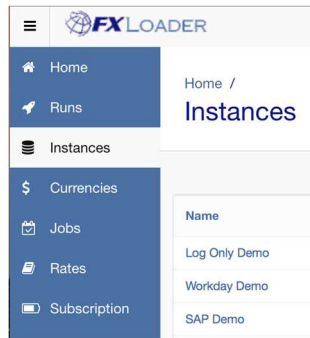 FXLOADER
Home
Runs
Instances
Currencies
Jobs
Rates
Subscription
Home /
Instances
Name
Log Only Demo
Workday Demo
SAP Demo